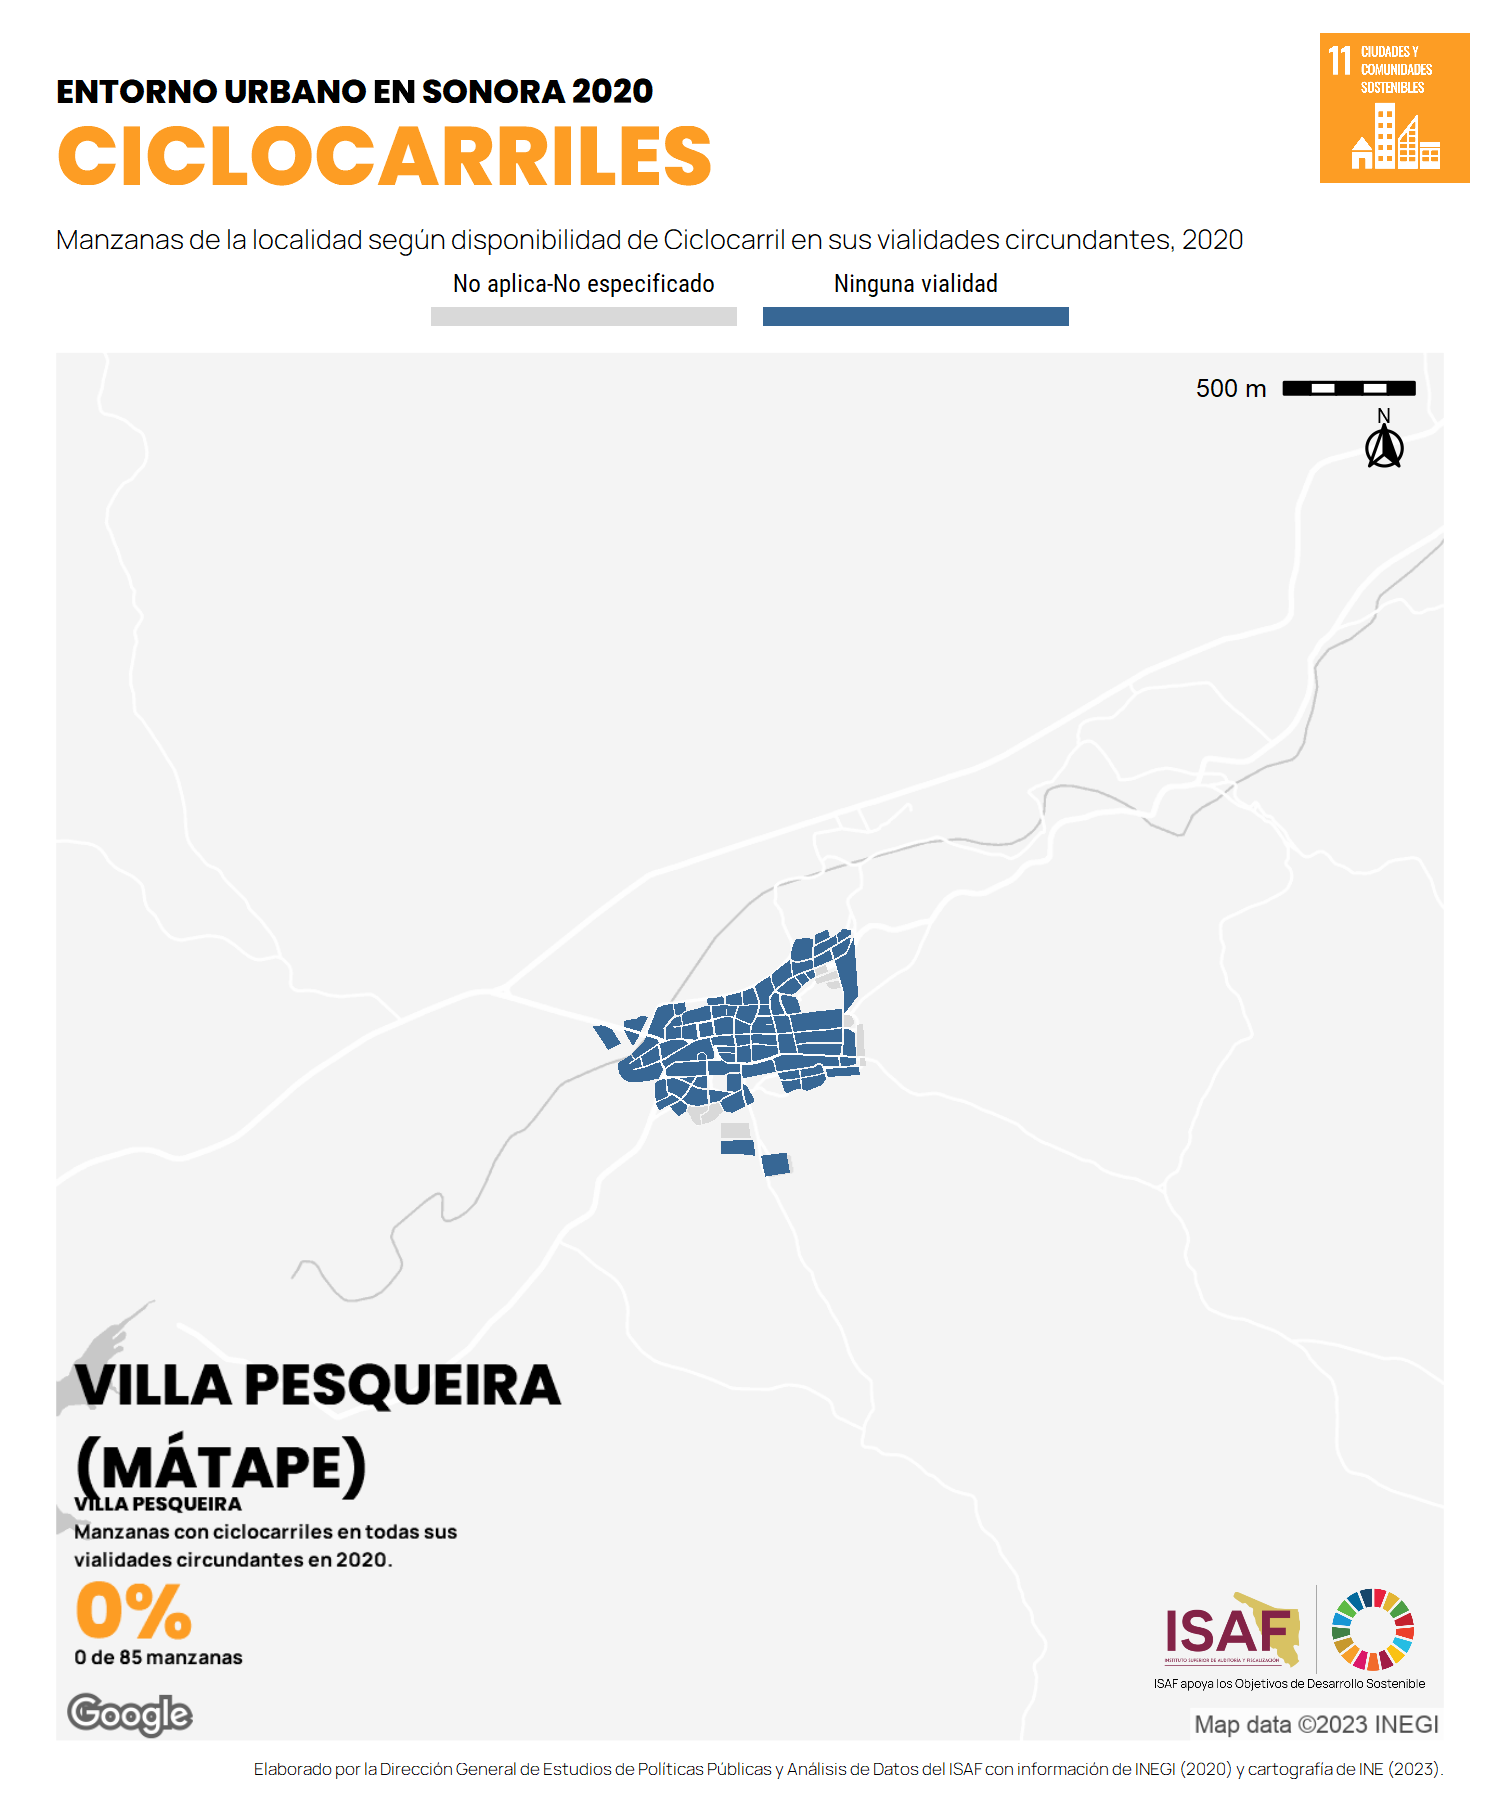 ENTORNO URBANO EN SONORA 2020
CICLOCARRILES
11 CIUDADES Y
COMUNIDADES
SOSTENIBLES
Manzanas de la localidad según disponibilidad de Ciclocarril en sus vialidades circundantes, 2020
No aplica-No especificado
Ninguna vialidad
500 m
N
VILLA PESQUEIRA
(MÁTAPE)
VILLA PESQUEIRA
Manzanas con ciclocarriles en todas sus
vialidades circundantes en 2020.
0%
0 de 85 manzanas
Google
ISAF
INSTITUTO SUPERIOR DE AUDITORÍA Y FISCALIZACIÓN
ISAF apoya los Objetivos de Desarrollo Sostenible
Map data ©2023 INEGI
Elaborado por la Dirección General de Estudios de Políticas Públicas y Análisis de Datos del ISAF con información de INEGI (2020) y cartografía de INE (2023).